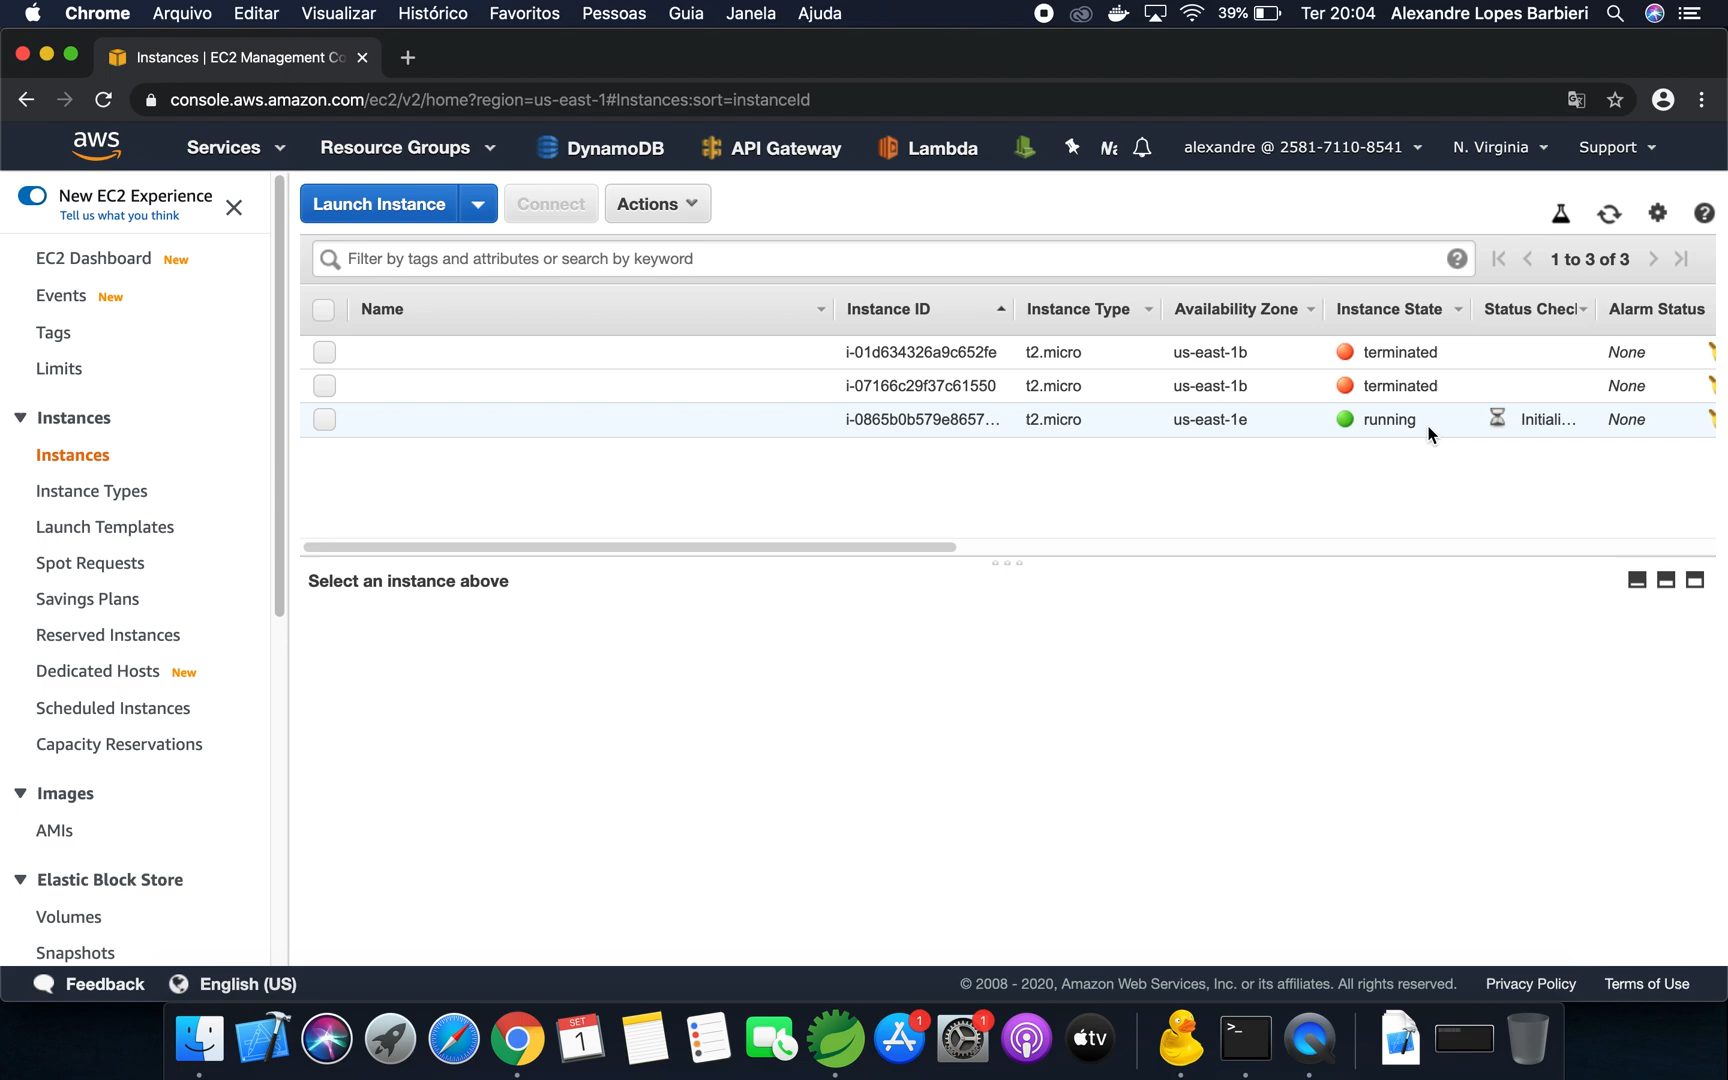 Chrome Arquivo Editar Visualizar Histórico Favoritos Pessoas Guia Janela Ajuda 39% Ter 20:04 Alexandre Lopes Barbieri
Instances | EC2 Management Co
console.aws.amazon.com/ec2/v2/home?region=us-east-1#Instances:sort=instanceId
aws Services Resource Groups DynamoDB API Gateway Lambda alexandre @ 2581-7110-8541 N. Virginia Support
New EC2 Experience
Tell us what you think
Launch Instance Connect Actions
Filter by tags and attributes or search by keyword 1 to 3 of 3
Name Instance ID Instance Type Availability Zone Instance State Status Chec Alarm Status
i-01d634326a9c652fe t2.micro us-east-1b terminated None
i-07166c29f37c61550 t2.micro us-east-1b terminated None
i-0865b0b579e8657... t2.micro us-east-1e running Initiali... None
Select an instance above
EC2 Dashboard New
Events New
Tags
Limits
Instances
Instances
Instance Types
Launch Templates
Spot Requests
Savings Plans
Reserved Instances
Dedicated Hosts New
Scheduled Instances
Capacity Reservations
Images
AMIs
Elastic Block Store
Volumes
Snapshots
Feedback English (US) © 2008 - 2020, Amazon Web Services, Inc. or its affiliates. All rights reserved. Privacy Policy Terms of Use
SET
1
1
1
tv